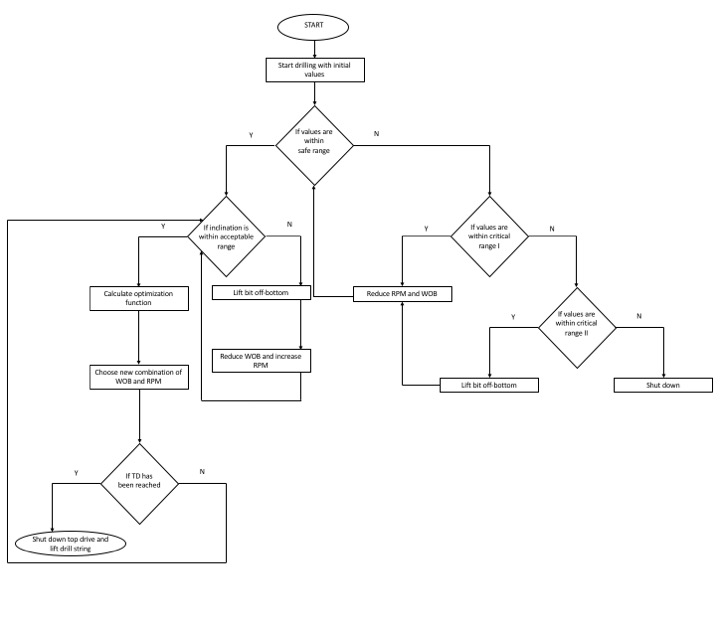 START
Start drilling with initial
values
If values are
within
safe range
Y
N
If inclination is
within acceptable
range
Y
N
If values are
within critical
range I
Y
N
Calculate optimization
function
Lift bit off-bottom
Reduce RPM and WOB
If values are
within critical
range II
Y
N
Reduce WOB and increase
RPM
Choose new combination of
WOB and RPM
Lift bit off-bottom
Shut down
If TD has
been reached
Y
N
Shut down top drive and
lift drill string